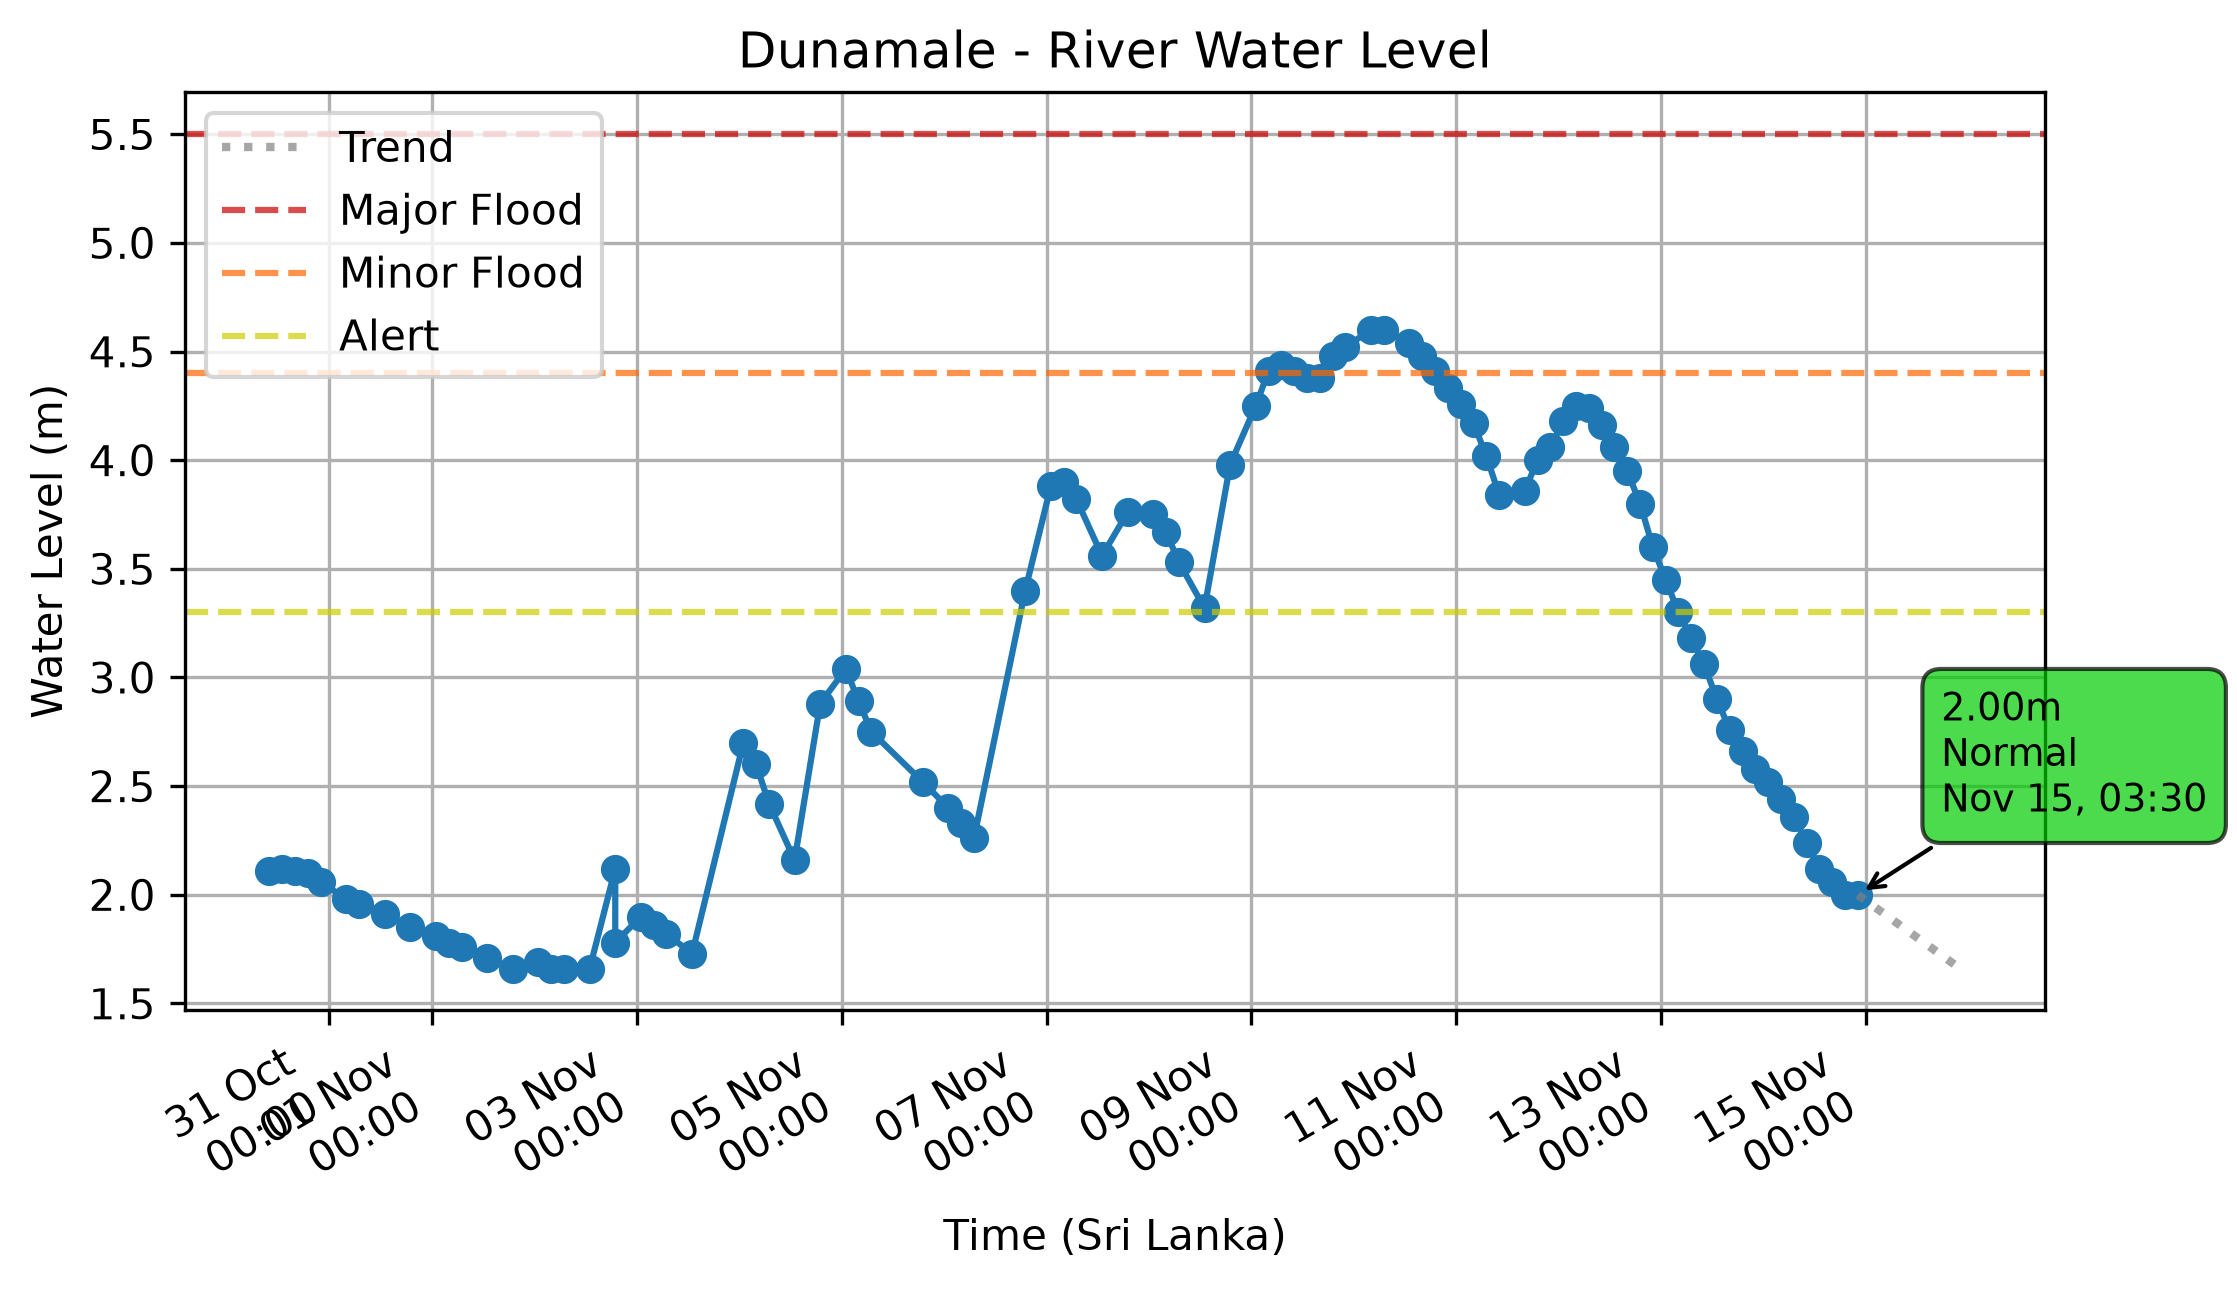 Dunamale - River Water Level
Trend
Major Flood
Minor Flood
Alert
5.5
5.0
4.5
4.0
3.5
3.0
2.5
2.0
1.5
Water Level (m)
2.00m
Normal
Nov 15, 03:30
31 Oct
00:00
01 Nov
00:00
03 Nov
00:00
05 Nov
00:00
07 Nov
00:00
09 Nov
00:00
11 Nov
00:00
13 Nov
00:00
15 Nov
00:00
Time (Sri Lanka)